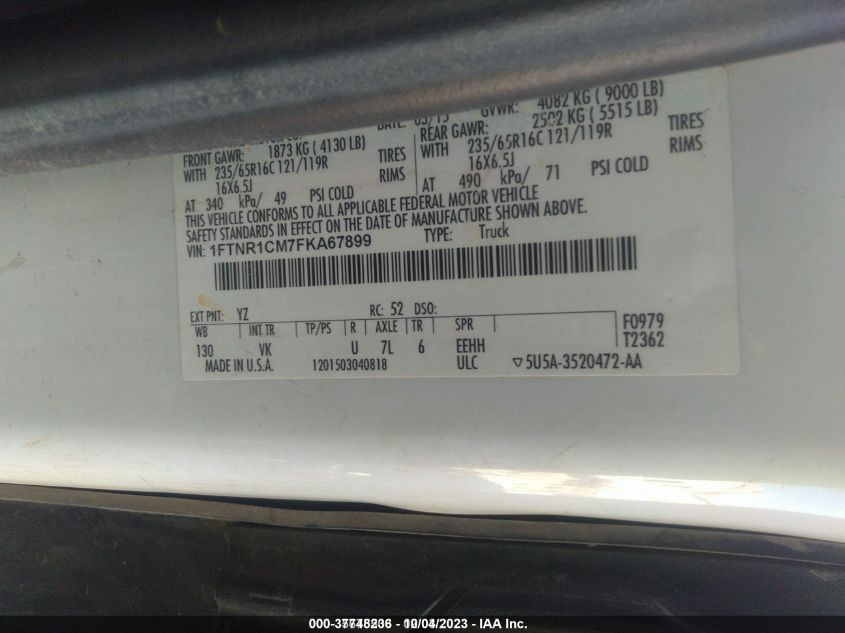 DATE: 03/15 GVWR: 4082 KG ( 9000 LB)
FRONT GAWR: 1873 KG ( 4130 LB) REAR GAWR: 2502 KG ( 5515 LB)
WITH 235/65R16C 121/119R TIRES WITH 235/65R16C 121/119R TIRES
16X6.5J RIMS 16X6.5J RIMS
AT 340 kPa/ 49 PSI COLD AT 490 kPa/ 71 PSI COLD
THIS VEHICLE CONFORMS TO ALL APPLICABLE FEDERAL MOTOR VEHICLE
SAFETY STANDARDS IN EFFECT ON THE DATE OF MANUFACTURE SHOWN ABOVE.
VIN: 1FTNR1CM7FKA67899 TYPE: Truck
EXT PNT: YZ RC: 52 DSO:
WB INT TR TP/PS R AXLE TR SPR F0979
130 VK U 7L 6 EEHH T2362
MADE IN U.S.A. 1201503040818 ULC ▽5U5A-3520472-AA